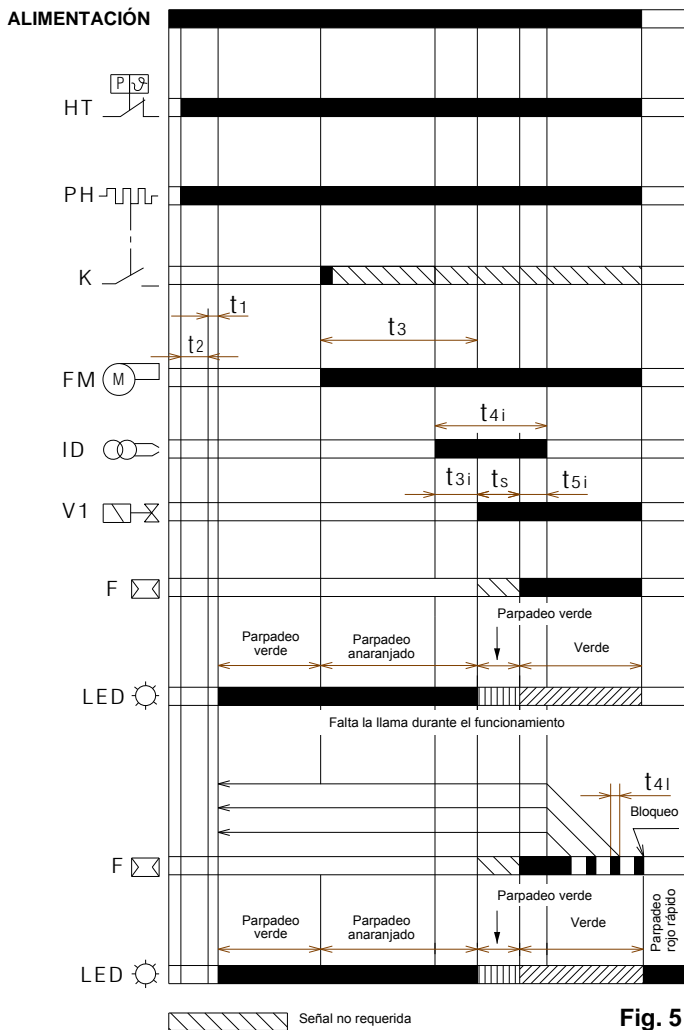 ALIMENTACIÓN
P ϑ
HT
PH
K
t1
t2
t3
FM M
t4i
ID
t3i ts t5i
V1
F
Parpadeo verde
Parpadeo
verde
Parpadeo
anaranjado
Verde
LED
Falta la llama durante el funcionamiento
t4l
Bloqueo
F
Parpadeo verde
Parpadeo
verde
Parpadeo
anaranjado
Verde
Parpadeo
rojo rápido
LED
Señal no requerida
Fig. 5